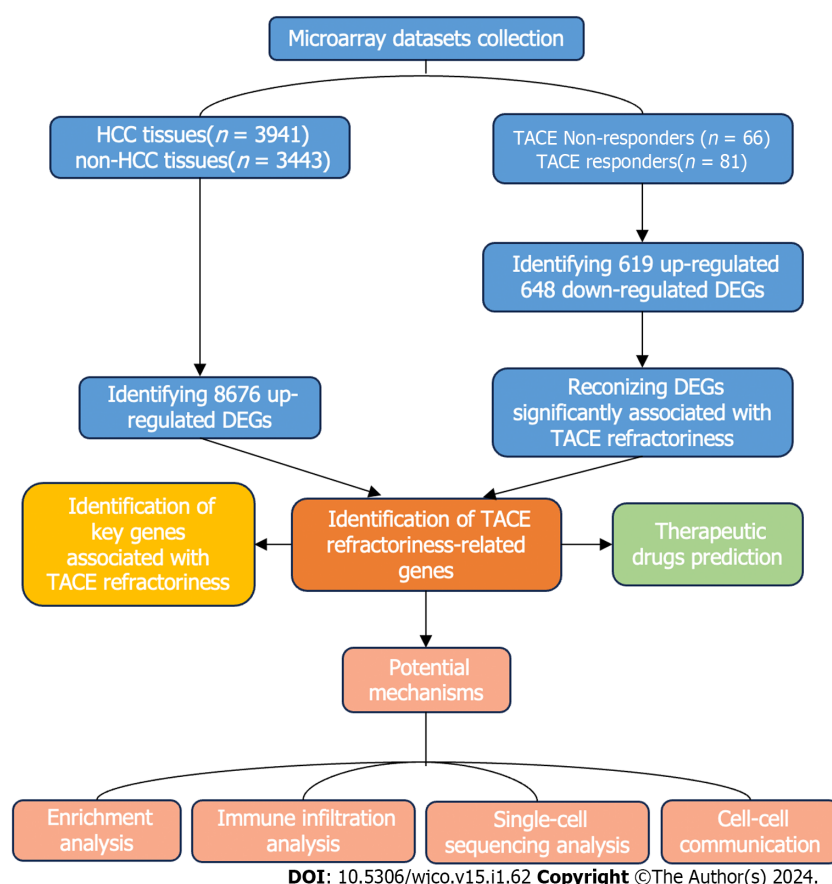 Microarray datasets collection
HCC tissues(n = 3941)
non-HCC tissues(n = 3443)
TACE Non-responders (n = 66)
TACE responders(n = 81)
Identifying 619 up-regulated
648 down-regulated DEGs
Identifying 8676 up-
regulated DEGs
Reconizing DEGs
significantly associated with
TACE refractoriness
Identification of
key genes
associated with
TACE refractoriness
Identification of TACE
refractoriness-related
genes
Therapeutic
drugs prediction
Potential
mechanisms
Enrichment
analysis
Immune infiltration
analysis
Single-cell
sequencing analysis
Cell-cell
communication
DOI: 10.5306/wjco.v15.i1.62 Copyright ©The Author(s) 2024.